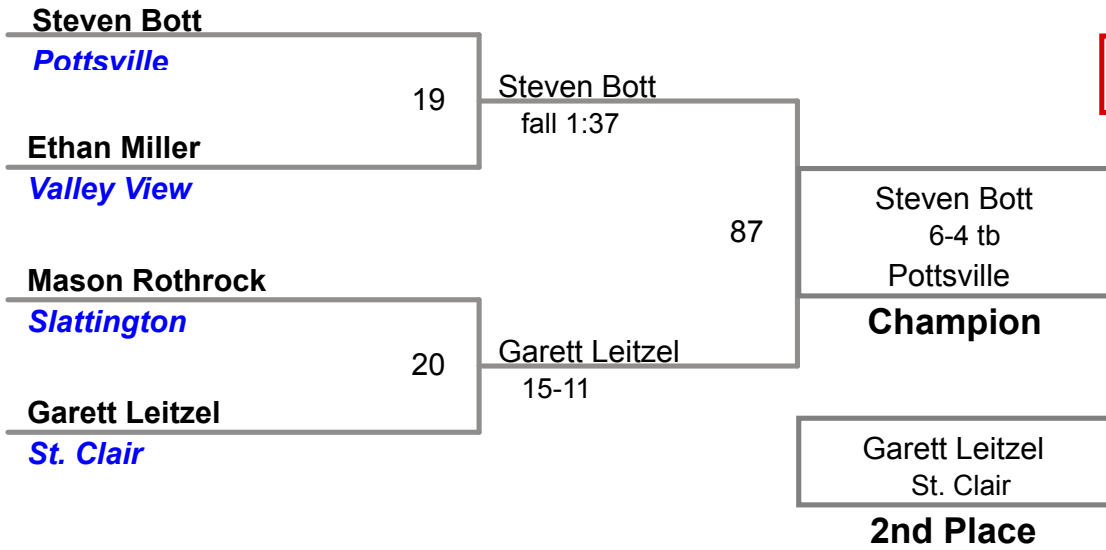 Steven Bott
Pottsville
19
Steven Bott
fall 1:37
Ethan Miller
Valley View
87
Steven Bott
6-4 tb
Pottsville
Champion
Mason Rothrock
Slattington
20
Garett Leitzel
15-11
Garett Leitzel
St. Clair
Garett Leitzel
St. Clair
2nd Place